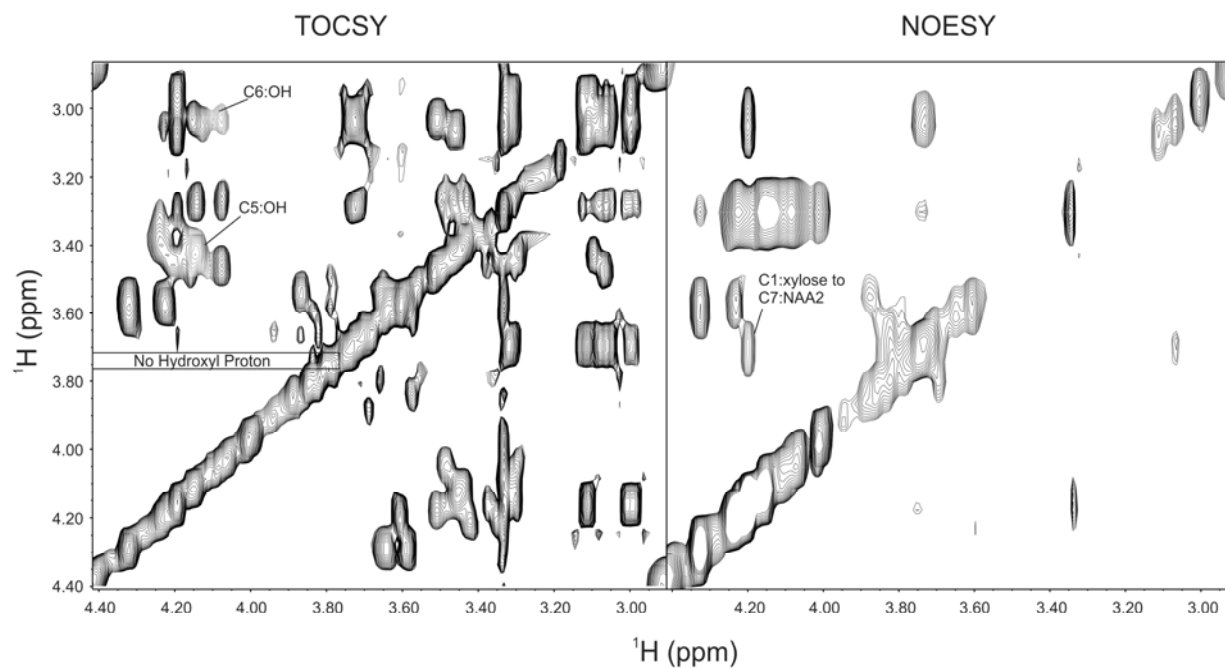 TOCSY
NOESY
C6:OH
C5:OH
C1:xylose to
C7:NAA2
No Hydroxyl Proton
¹H (ppm)
3.00
3.20
3.40
3.60
3.80
4.00
4.20
4.40
4.40
4.20
4.00
3.80
3.60
3.40
3.20
3.00
4.20
4.00
3.80
3.60
3.40
3.20
3.00
¹H (ppm)